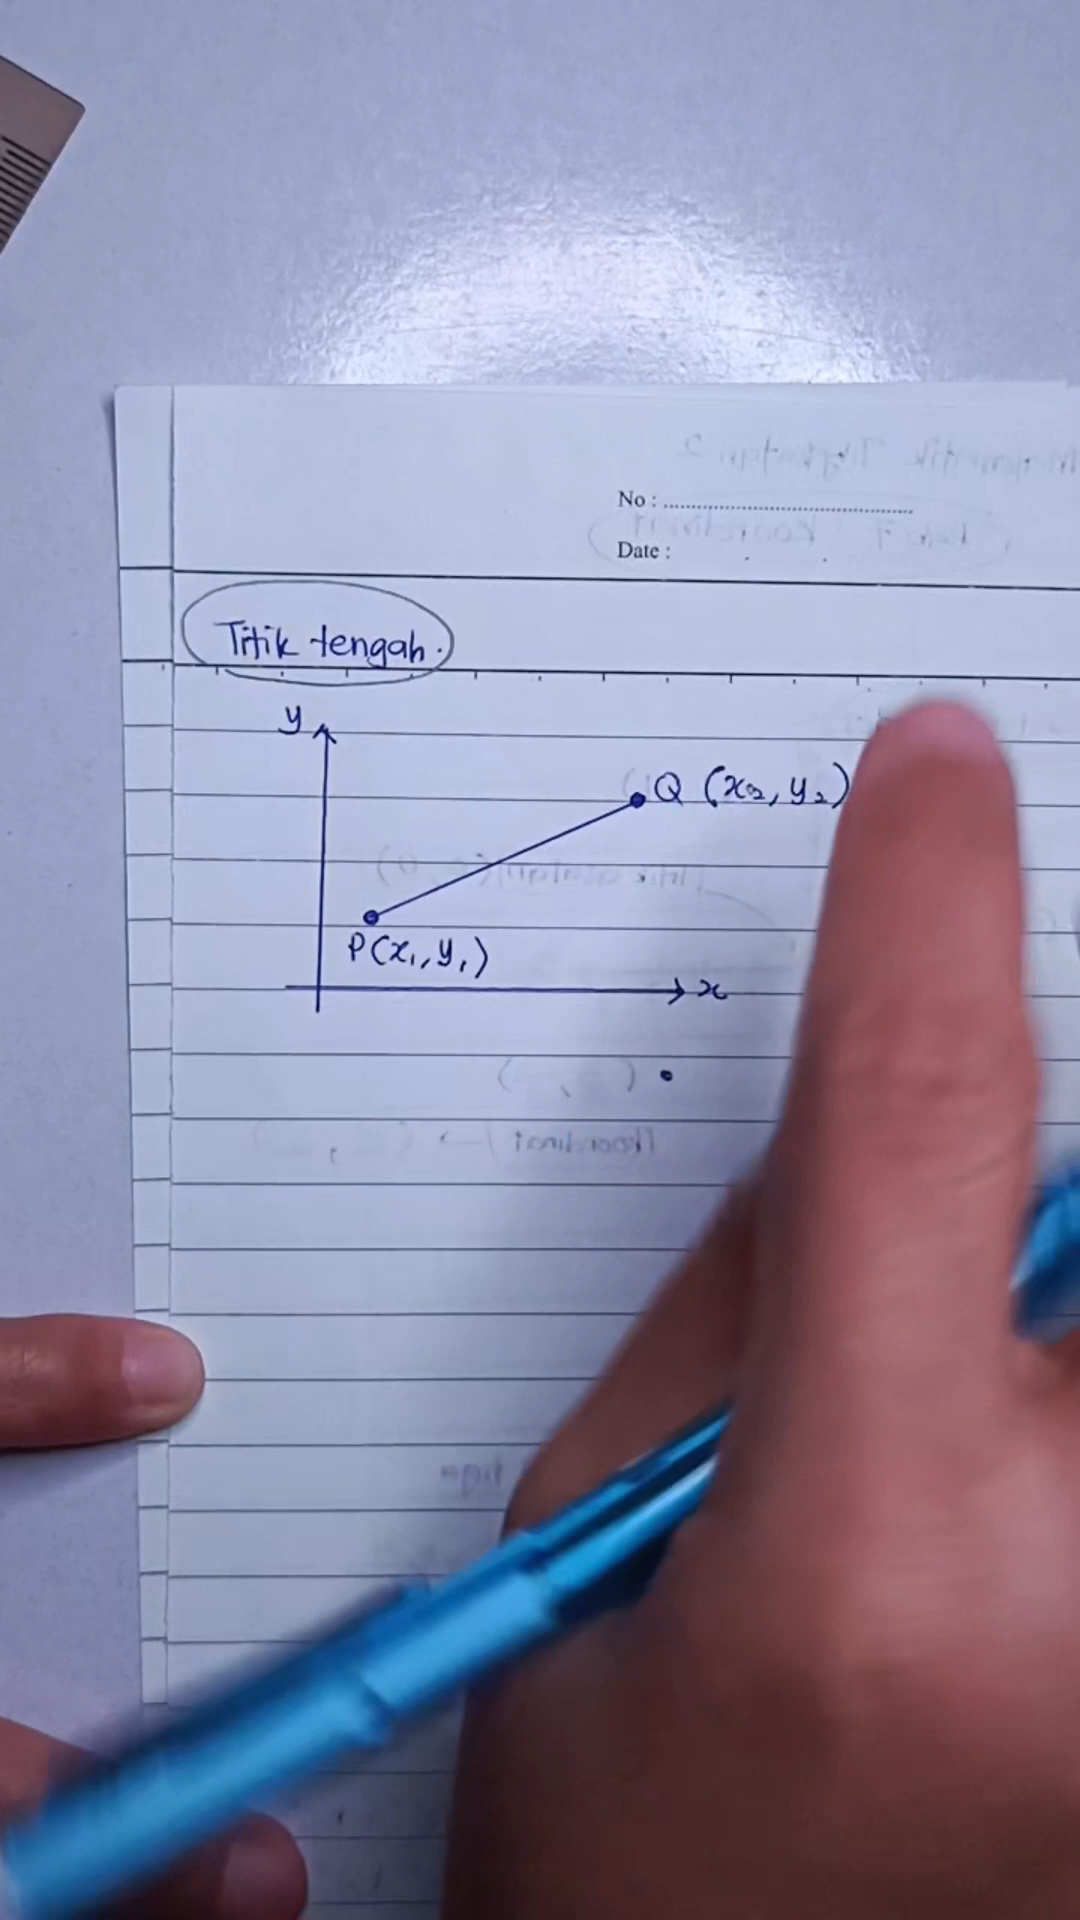 No :
Date :
Titik tengah.
y
Q (x₂, y₂)
P(x₁, y₁)
x